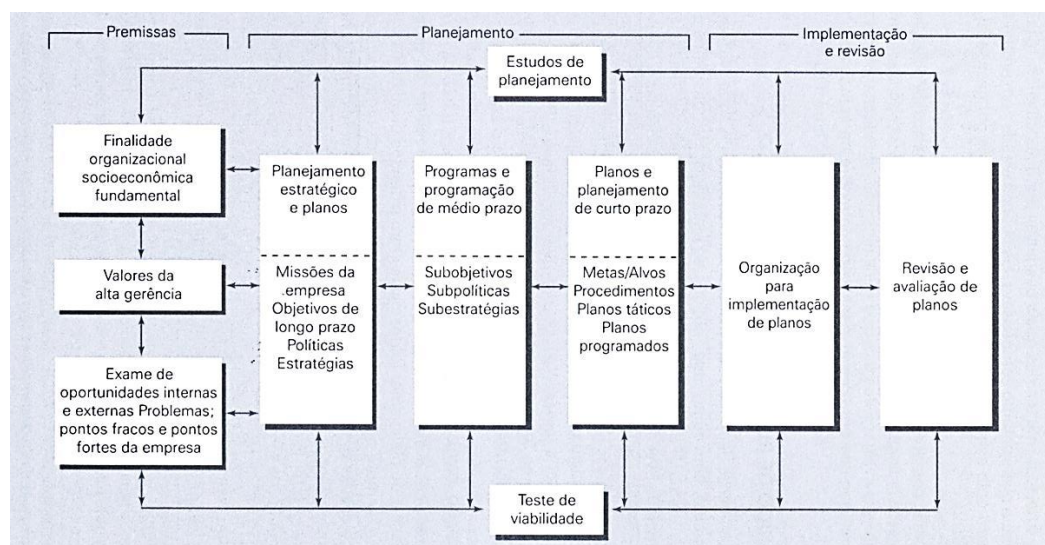 Premissas
Planejamento
Implementação
e revisão
Estudos de
planejamento
Finalidade
organizacional
socioeconômica
fundamental
Valores da
alta gerência
Exame de
oportunidades internas
e externas Problemas;
pontos fracos e pontos
fortes da empresa
Planejamento
estratégico
e planos
Missões da
empresa
Objetivos de
longo prazo
Políticas
Estratégias
Programas e
programação
de médio prazo
Subobjetivos
Subpolíticas
Subestratégias
Planos e
planejamento
de curto prazo
Metas/Alvos
Procedimentos
Planos táticos
Planos
programados
Organização
para
implementação
de planos
Revisão e
avaliação de
planos
Teste de
viabilidade